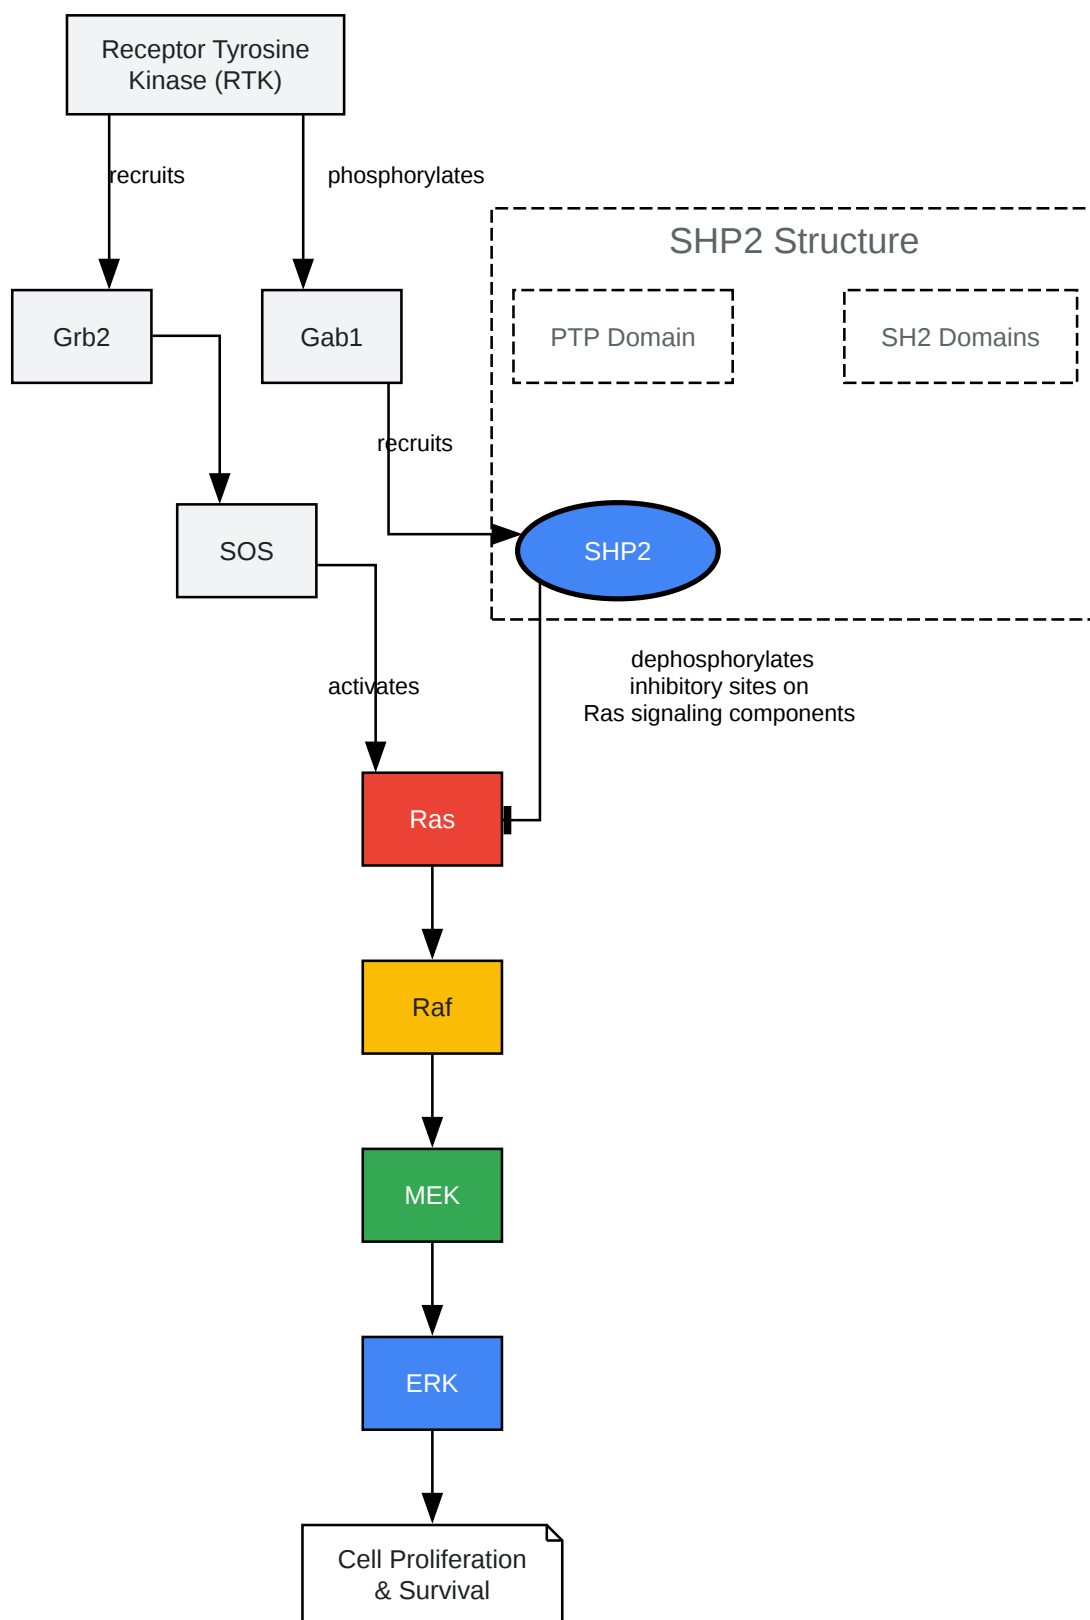 Receptor Tyrosine
Kinase (RTK)
recruits
phosphorylates
SHP2 Structure
Grb2
Gab1
PTP Domain
SH2 Domains
recruits
SOS
SHP2
activates
dephosphorylates
inhibitory sites on
Ras signaling components
Ras
Raf
MEK
ERK
Cell Proliferation
& Survival